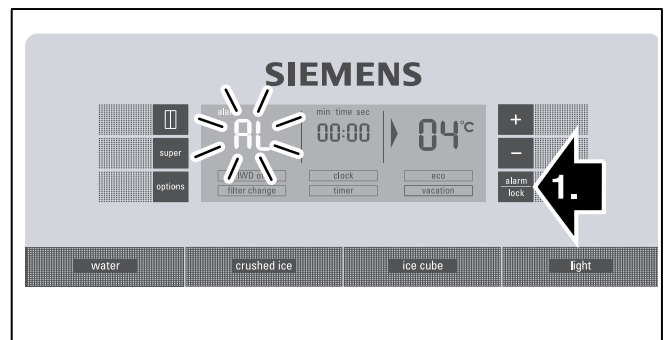 SIEMENS
alarm
min time sec
AL
00:00
04°C
+
super
−
options
alarm
lock
1.
clock
eco
filter change
timer
vacation
water
crushed ice
ice cube
light